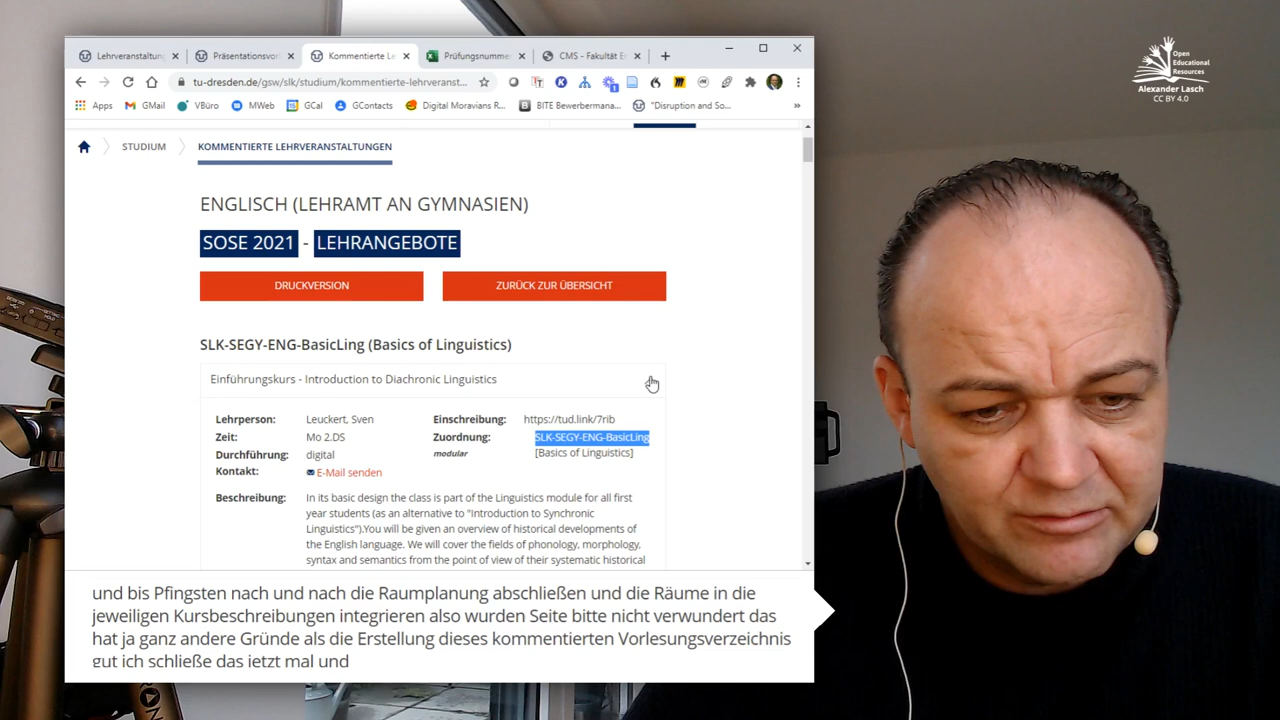 Lehrveranstaltung
Präsentationsvor
Kommentierte Le
Prüfungsnumme
CMS - Fakultät E
tu-dresden.de/gsw/slk/studium/kommentierte-lehrveranst...
Apps
GMail
VBüro
MWeb
GCal
GContacts
Digital Moravians R...
BITE Bewerbermana...
"Disruption and So...
»
STUDIUM
KOMMENTIERTE LEHRVERANSTALTUNGEN
ENGLISCH (LEHRAMT AN GYMNASIEN)
SOSE 2021 - LEHRANGEBOTE
DRUCKVERSION
ZURÜCK ZUR ÜBERSICHT
SLK-SEGY-ENG-BasicLing (Basics of Linguistics)
Einführungskurs - Introduction to Diachronic Linguistics
Lehrperson: Leuckert, Sven
Zeit: Mo 2.DS
Durchführung: digital
Kontakt: E-Mail senden
Einschreibung: https://tud.link/7rib
Zuordnung: SLK-SEGY-ENG-BasicLing
modular [Basics of Linguistics]
Beschreibung: In its basic design the class is part of the Linguistics module for all first
year students (as an alternative to "Introduction to Synchronic
Linguistics").You will be given an overview of historical developments of
the English language. We will cover the fields of phonology, morphology,
syntax and semantics from the point of view of their systematic historical
und bis Pfingsten nach und nach die Raumplanung abschließen und die Räume in die
jeweiligen Kursbeschreibungen integrieren also wurden Seite bitte nicht verwundert das
hat ja ganz andere Gründe als die Erstellung dieses kommentierten Vorlesungsverzeichnis
gut ich schließe das jetzt mal und
Open
Educational
Resources
Alexander Lasch
CC BY 4.0